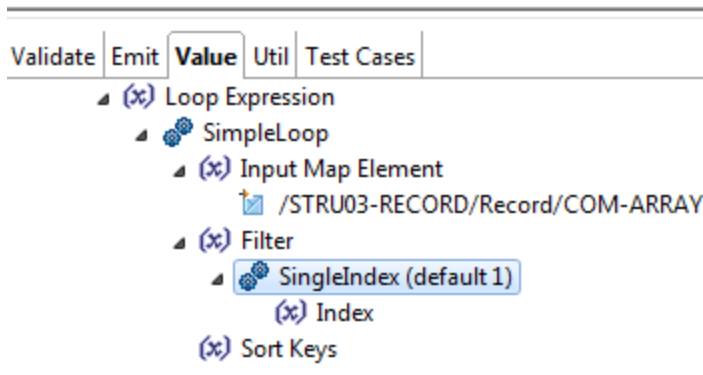 Validate Emit Value Util Test Cases
(x) Loop Expression
SimpleLoop
(x) Input Map Element
/STRU03-RECORD/Record/COM-ARRAY
(x) Filter
SingleIndex (default 1)
(x) Index
(x) Sort Keys